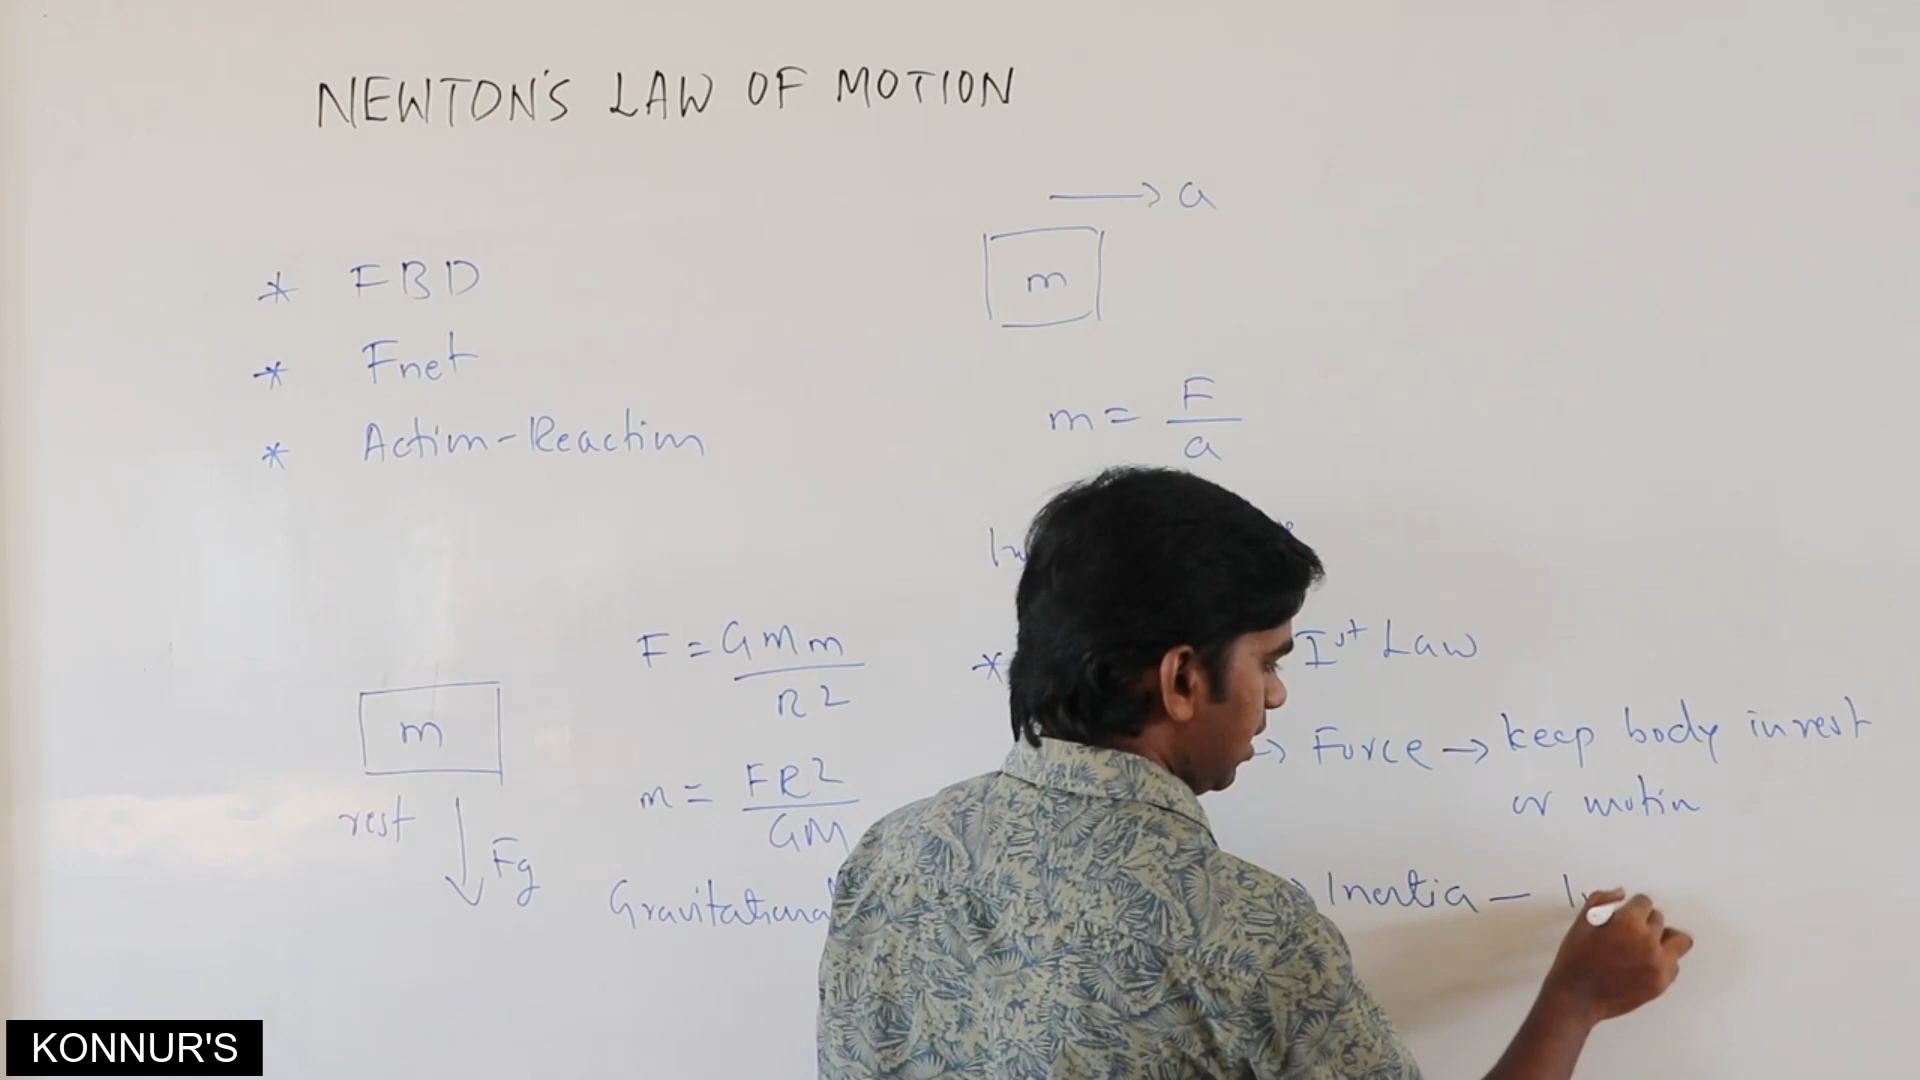 NEWTON'S LAW OF MOTION
* FBD
* Fnet
* Action-Reaction
→ a
m
m = F / a
* Ist Law
→ Force → keep body in rest
or motion
→ Inertia —
F = GMm / R2
m = FR2 / GM
m
rest
Fg
KONNUR'S